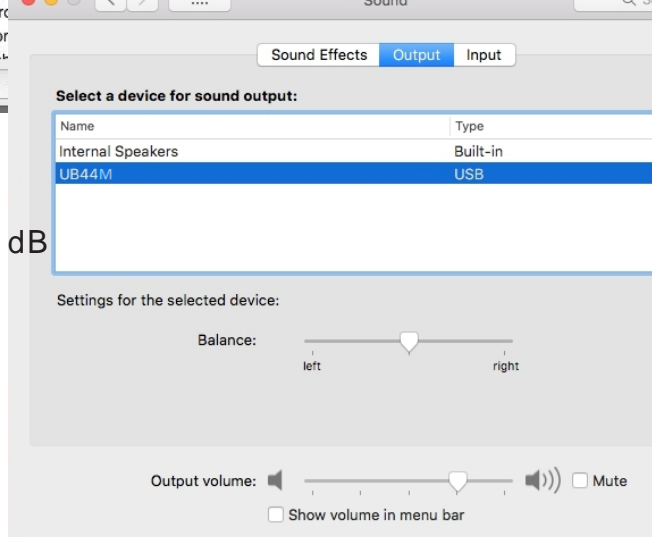 Sound
Sound Effects Output Input
Select a device for sound output:
Name Type
Internal Speakers Built-in
UB44M USB
dB
Settings for the selected device:
Balance:
left right
Output volume: Mute
Show volume in menu bar